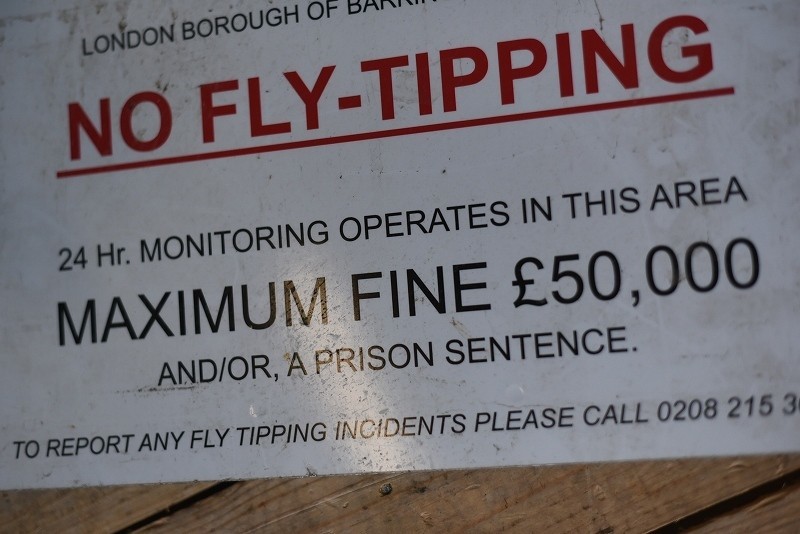 LONDON BOROUGH OF
NO FLY-TIPPING
24 Hr. MONITORING OPERATES IN THIS AREA
MAXIMUM FINE £50,000
AND/OR, A PRISON SENTENCE.
TO REPORT ANY FLY TIPPING INCIDENTS PLEASE CALL 0208 215 3